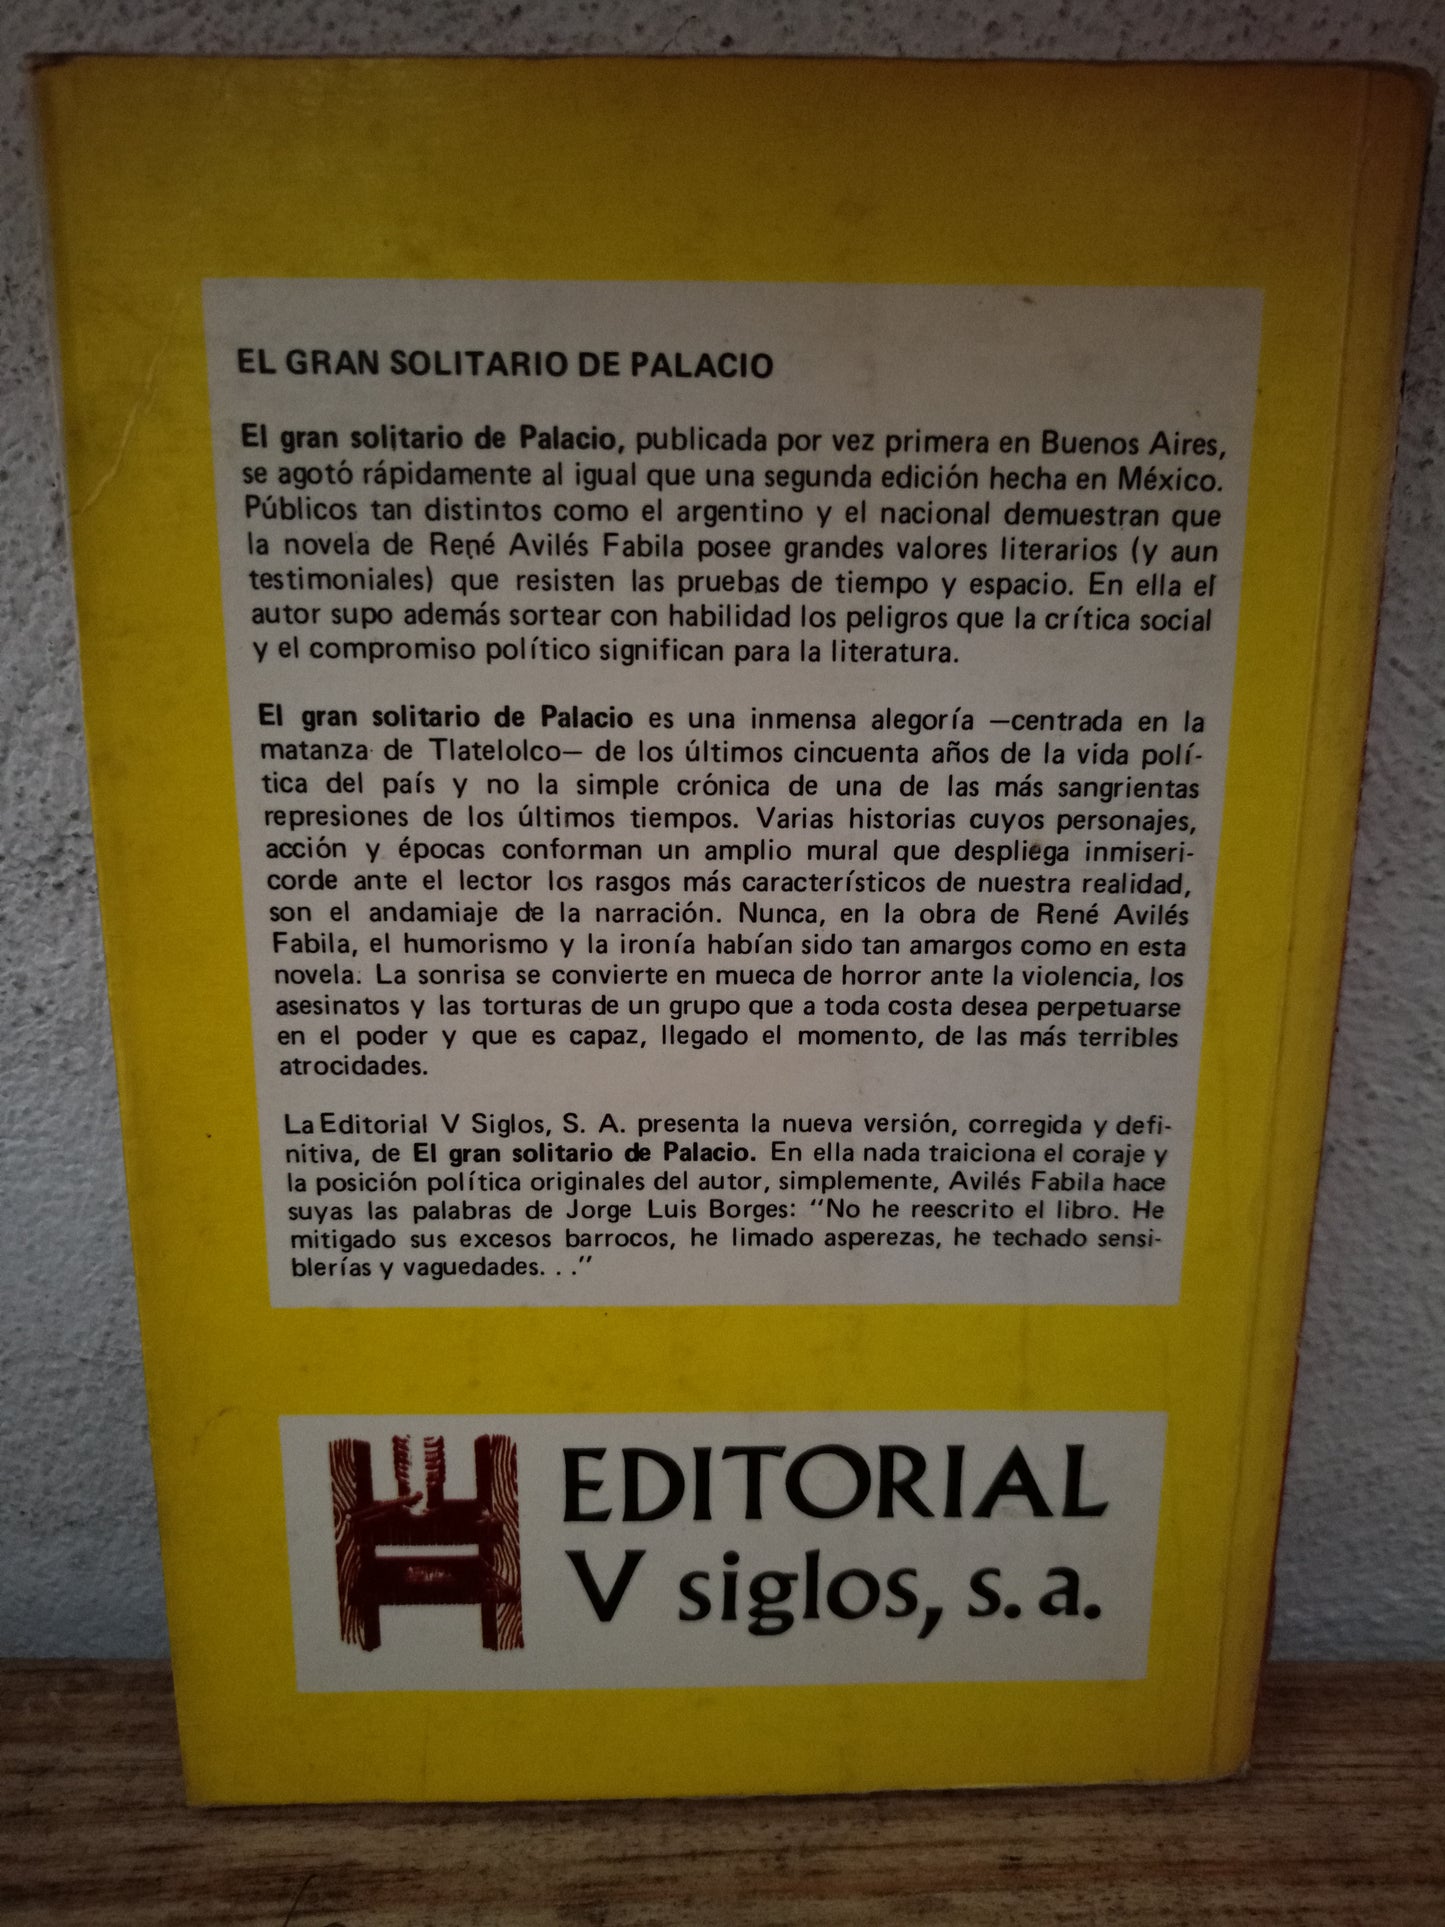 EL GRAN SOLITARIO DE PALACIO
El gran solitario de Palacio, publicada por vez primera en Buenos Aires,
se agotó rápidamente al igual que una segunda edición hecha en México.
Públicos tan distintos como el argentino y el nacional demuestran que
la novela de René Avilés Fabila posee grandes valores literarios (y aun
testimoniales) que resisten las pruebas de tiempo y espacio. En ella el
autor supo además sortear con habilidad los peligros que la crítica social
y el compromiso político significan para la literatura.
El gran solitario de Palacio es una inmensa alegoría —centrada en la
matanza de Tlatelolco— de los últimos cincuenta años de la vida polí-
tica del país y no la simple crónica de una de las más sangrientas
represiones de los últimos tiempos. Varias historias cuyos personajes,
acción y épocas conforman un amplio mural que despliega inmiseri-
corde ante el lector los rasgos más característicos de nuestra realidad,
son el andamiaje de la narración. Nunca, en la obra de René Avilés
Fabila, el humorismo y la ironía habían sido tan amargos como en esta
novela. La sonrisa se convierte en mueca de horror ante la violencia, los
asesinatos y las torturas de un grupo que a toda costa desea perpetuarse
en el poder y que es capaz, llegado el momento, de las más terribles
atrocidades.
La Editorial V Siglos, S. A. presenta la nueva versión, corregida y defi-
nitiva, de El gran solitario de Palacio. En ella nada traiciona el coraje y
la posición política originales del autor, simplemente, Avilés Fabila hace
suyas las palabras de Jorge Luis Borges: "No he reescrito el libro. He
mitigado sus excesos barrocos, he limado asperezas, he techado sensi-
blerías y vaguedades. . ."
EDITORIAL
V siglos, s.a.